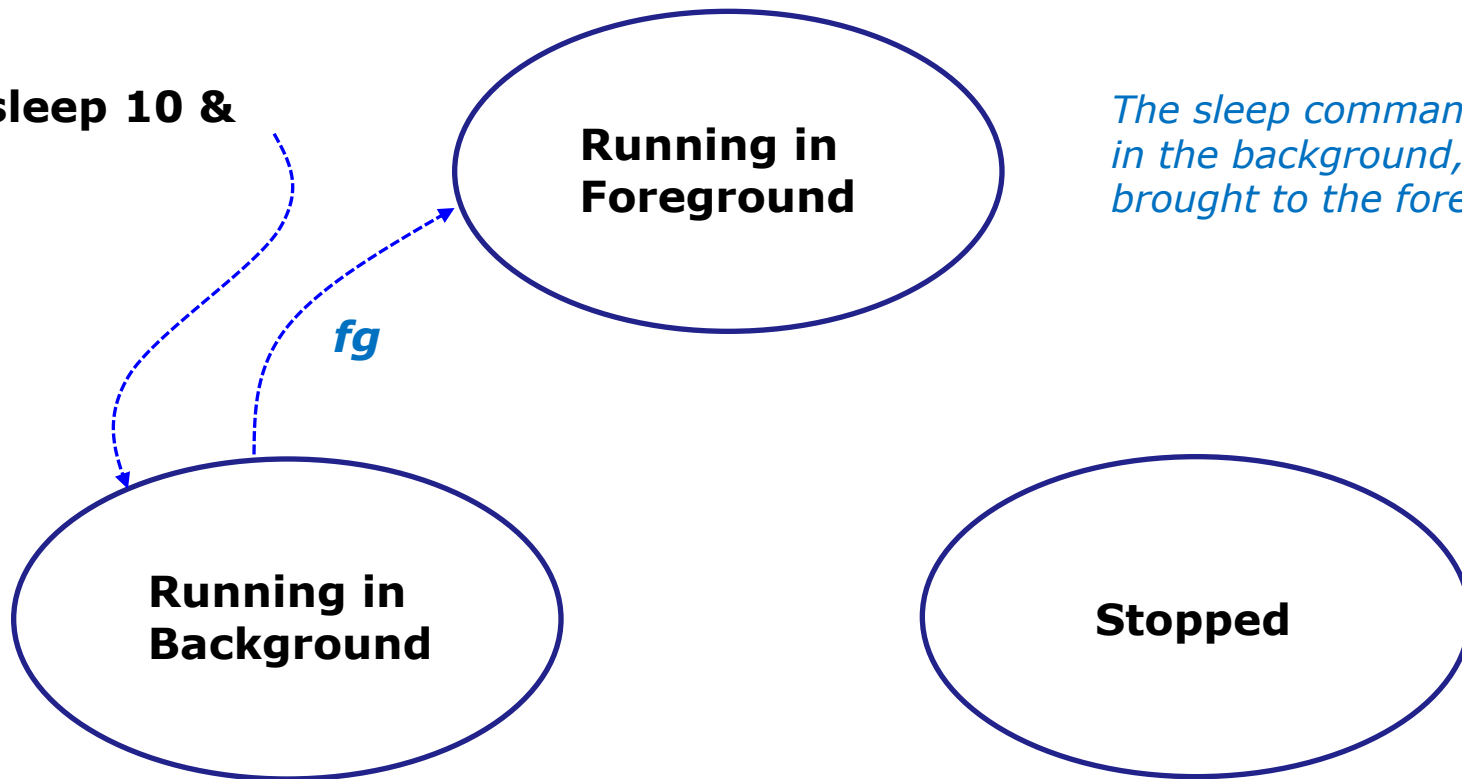 sleep 10 &
Running in
Foreground
The sleep comman
in the background,
brought to the fore
fg
Running in
Background
Stopped